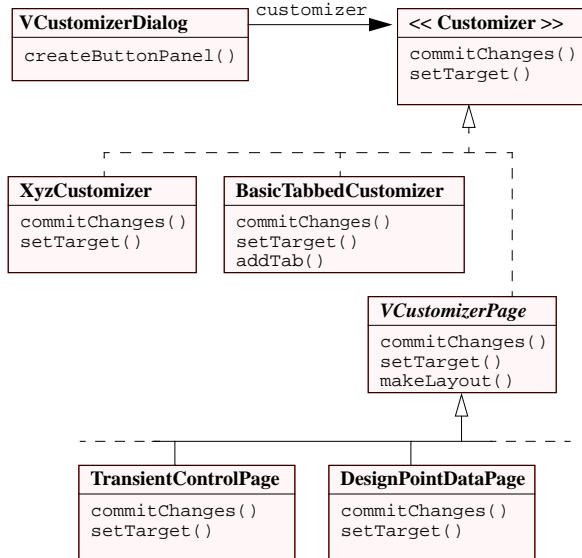 VCustomizerDialog
createButtonPanel()
customizer
<< Customizer >>
commitChanges()
setTarget()
XyzCustomizer
commitChanges()
setTarget()
BasicTabbedCustomizer
commitChanges()
setTarget()
addTab()
VCustomizerPage
commitChanges()
setTarget()
makeLayout()
TransientControlPage
commitChanges()
setTarget()
DesignPointDataPage
commitChanges()
setTarget()